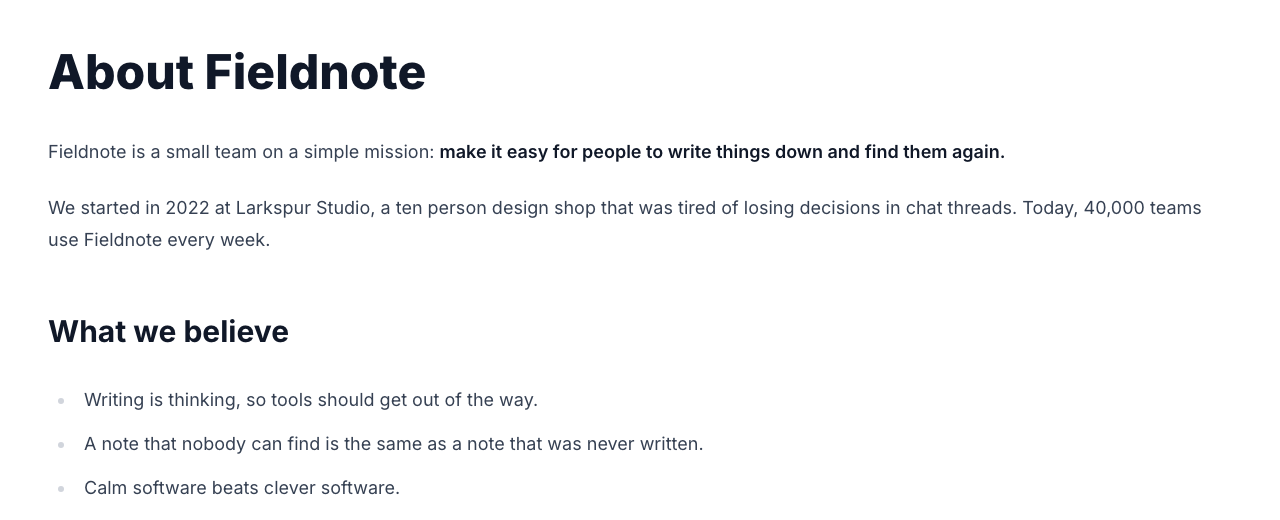 About Fieldnote
Fieldnote is a small team on a simple mission: make it easy for people to write things down and find them again.
We started in 2022 at Larkspur Studio, a ten person design shop that was tired of losing decisions in chat threads. Today, 40,000 teams
use Fieldnote every week.
What we believe
Writing is thinking, so tools should get out of the way.
A note that nobody can find is the same as a note that was never written.
Calm software beats clever software.